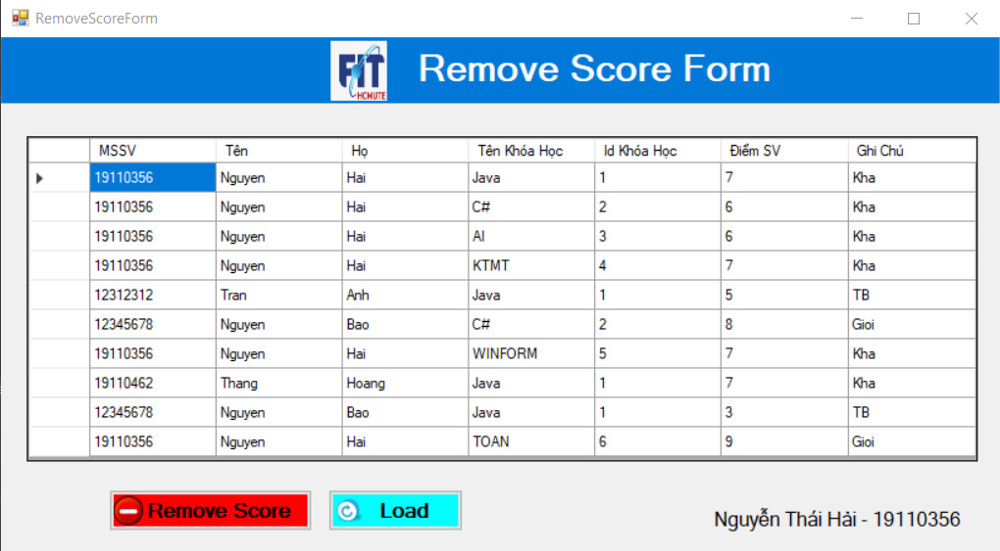 RemoveScoreForm
FIT HCMUTE Remove Score Form
MSSV Tên Họ Tên Khóa Học Id Khóa Học Điểm SV Ghi Chú
19110356 Nguyen Hai Java 1 7 Kha
19110356 Nguyen Hai C# 2 6 Kha
19110356 Nguyen Hai AI 3 6 Kha
19110356 Nguyen Hai KTMT 4 7 Kha
12312312 Tran Anh Java 1 5 TB
12345678 Nguyen Bao C# 2 8 Gioi
19110356 Nguyen Hai WINFORM 5 7 Kha
19110462 Thang Hoang Java 1 7 Kha
12345678 Nguyen Bao Java 1 3 TB
19110356 Nguyen Hai TOAN 6 9 Gioi
Remove Score Load
Nguyễn Thái Hải - 19110356